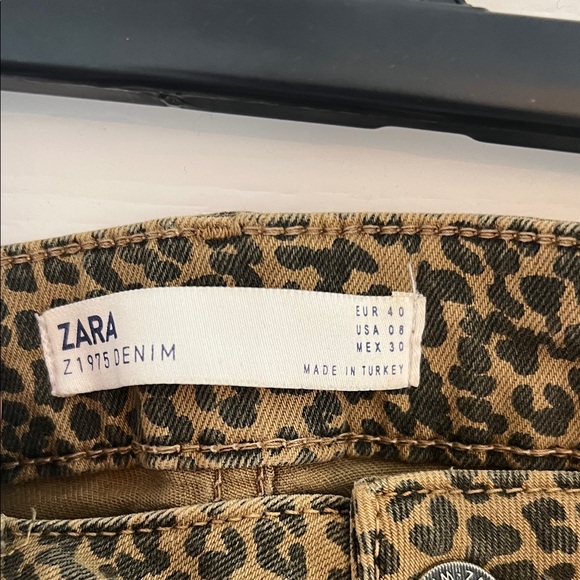 ZARA
Z1975DENIM
EUR 40
USA 08
MEX 30
MADE IN TURKEY